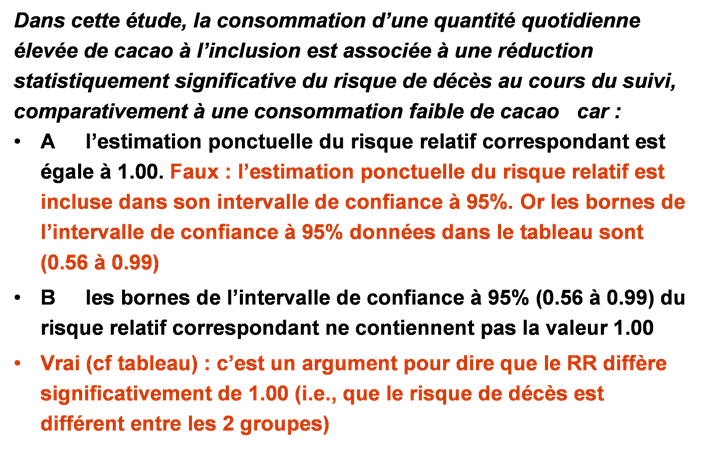 Dans cette étude, la consommation d’une quantité quotidienne
élevée de cacao à l’inclusion est associée à une réduction
statistiquement significative du risque de décès au cours du suivi,
comparativement à une consommation faible de cacao car :
• A l’estimation ponctuelle du risque relatif correspondant est
égale à 1.00. Faux : l’estimation ponctuelle du risque relatif est
incluse dans son intervalle de confiance à 95%. Or les bornes de
l’intervalle de confiance à 95% données dans le tableau sont
(0.56 à 0.99)
• B les bornes de l’intervalle de confiance à 95% (0.56 à 0.99) du
risque relatif correspondant ne contiennent pas la valeur 1.00
• Vrai (cf tableau) : c’est un argument pour dire que le RR diffère
significativement de 1.00 (i.e., que le risque de décès est
différent entre les 2 groupes)